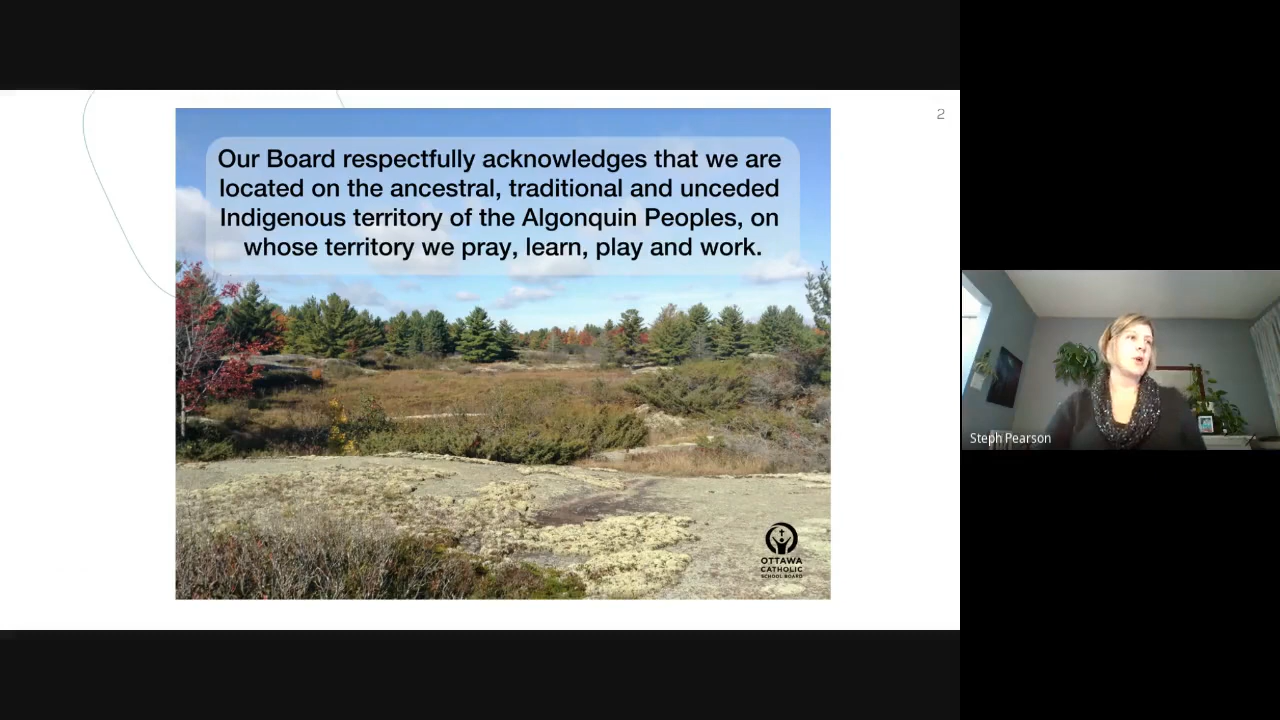 2
Our Board respectfully acknowledges that we are
located on the ancestral, traditional and unceded
Indigenous territory of the Algonquin Peoples, on
whose territory we pray, learn, play and work.
OTTAWA
CATHOLIC
SCHOOL BOARD
Steph Pearson